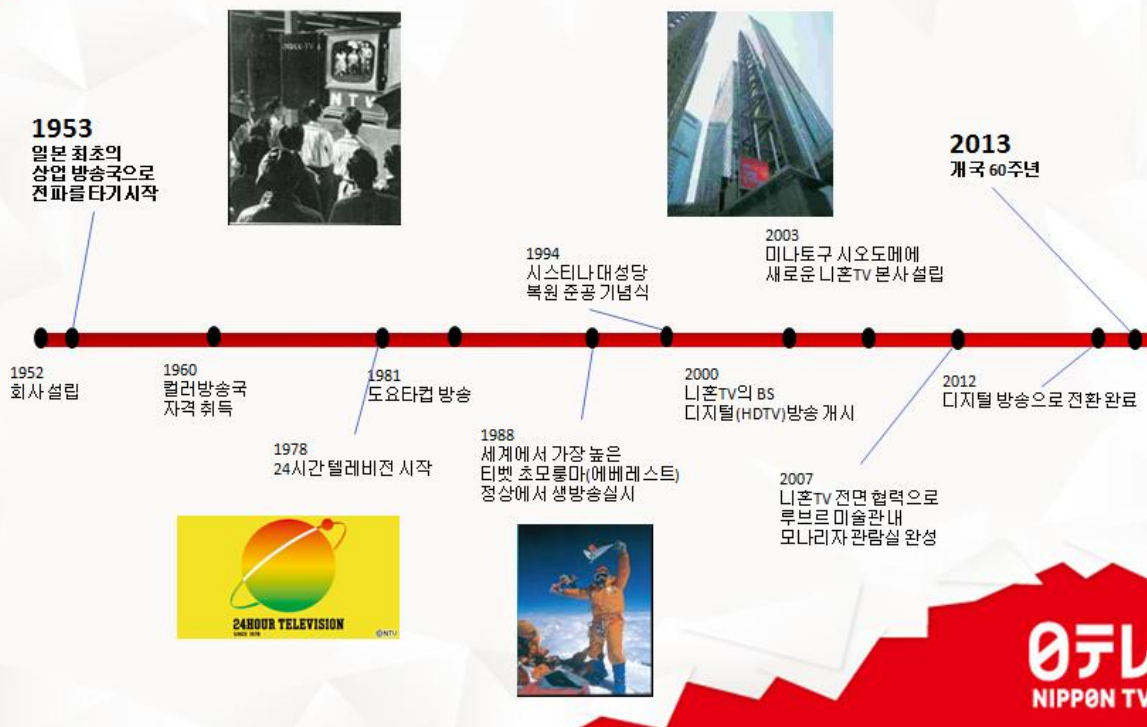 1953
일본 최초의
상업 방송국으로
전파를 타기 시작
NTV
2013
개국 60주년
1994
시스티나 대성당
복원 준공 기념식
2003
미나토구 시오도메에
새로운 니혼TV 본사 설립
1952
회사 설립
1960
컬러방송국
자격 취득
1978
24시간 텔레비전 시작
1981
도요타컵 방송
1988
세계에서 가장 높은
티벳 초모룽마(에베레스트)
정상에서 생방송실시
2000
니혼TV의 BS
디지털(HDTV)방송 개시
2007
니혼TV 전면 협력으로
루브르 미술관 내
모나리자 관람실 완성
2012
디지털 방송으로 전환 완료
24HOUR TELEVISION
SINCE 1978
©NTV
日テレ
NIPPON TV